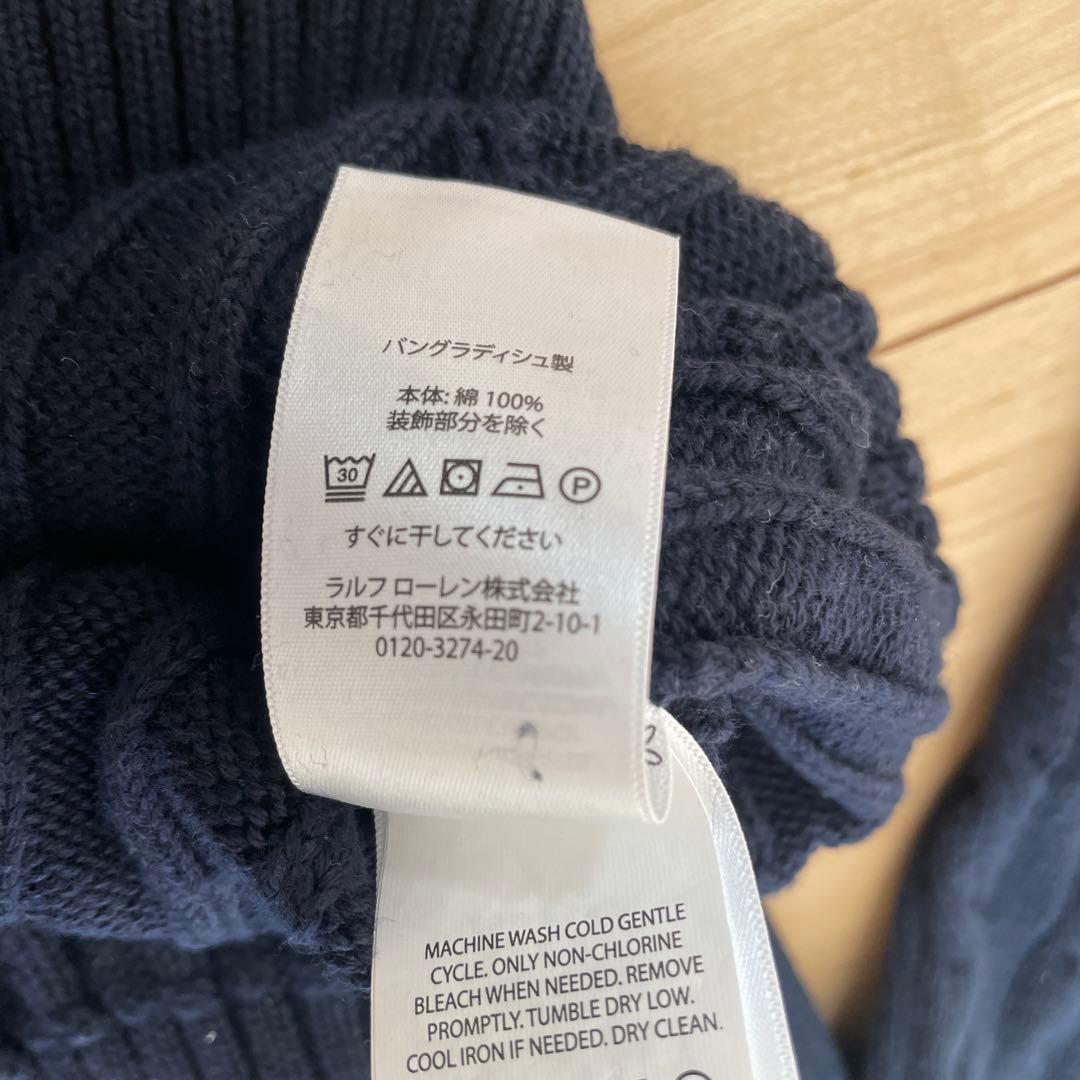 バングラディシュ製
本体: 綿 100%
装飾部分を除く
30
P
すぐに干してください
ラルフ ローレン株式会社
東京都千代田区永田町2-10-1
0120-3274-20
MACHINE WASH COLD GENTLE
CYCLE. ONLY NON-CHLORINE
BLEACH WHEN NEEDED. REMOVE
PROMPTLY. TUMBLE DRY LOW.
COOL IRON IF NEEDED. DRY CLEAN.